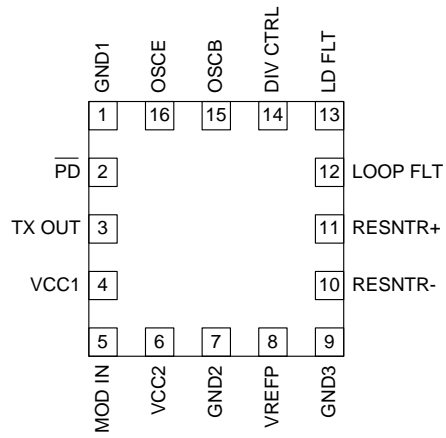 GND1
OSCE
OSCB
DIV CTRL
LD FLT
1
16
15
14
13
PD
2
12
LOOP FLT
TX OUT
3
11
RESNTR+
VCC1
4
10
RESNTR-
5
6
7
8
9
MOD IN
VCC2
GND2
VREFP
GND3